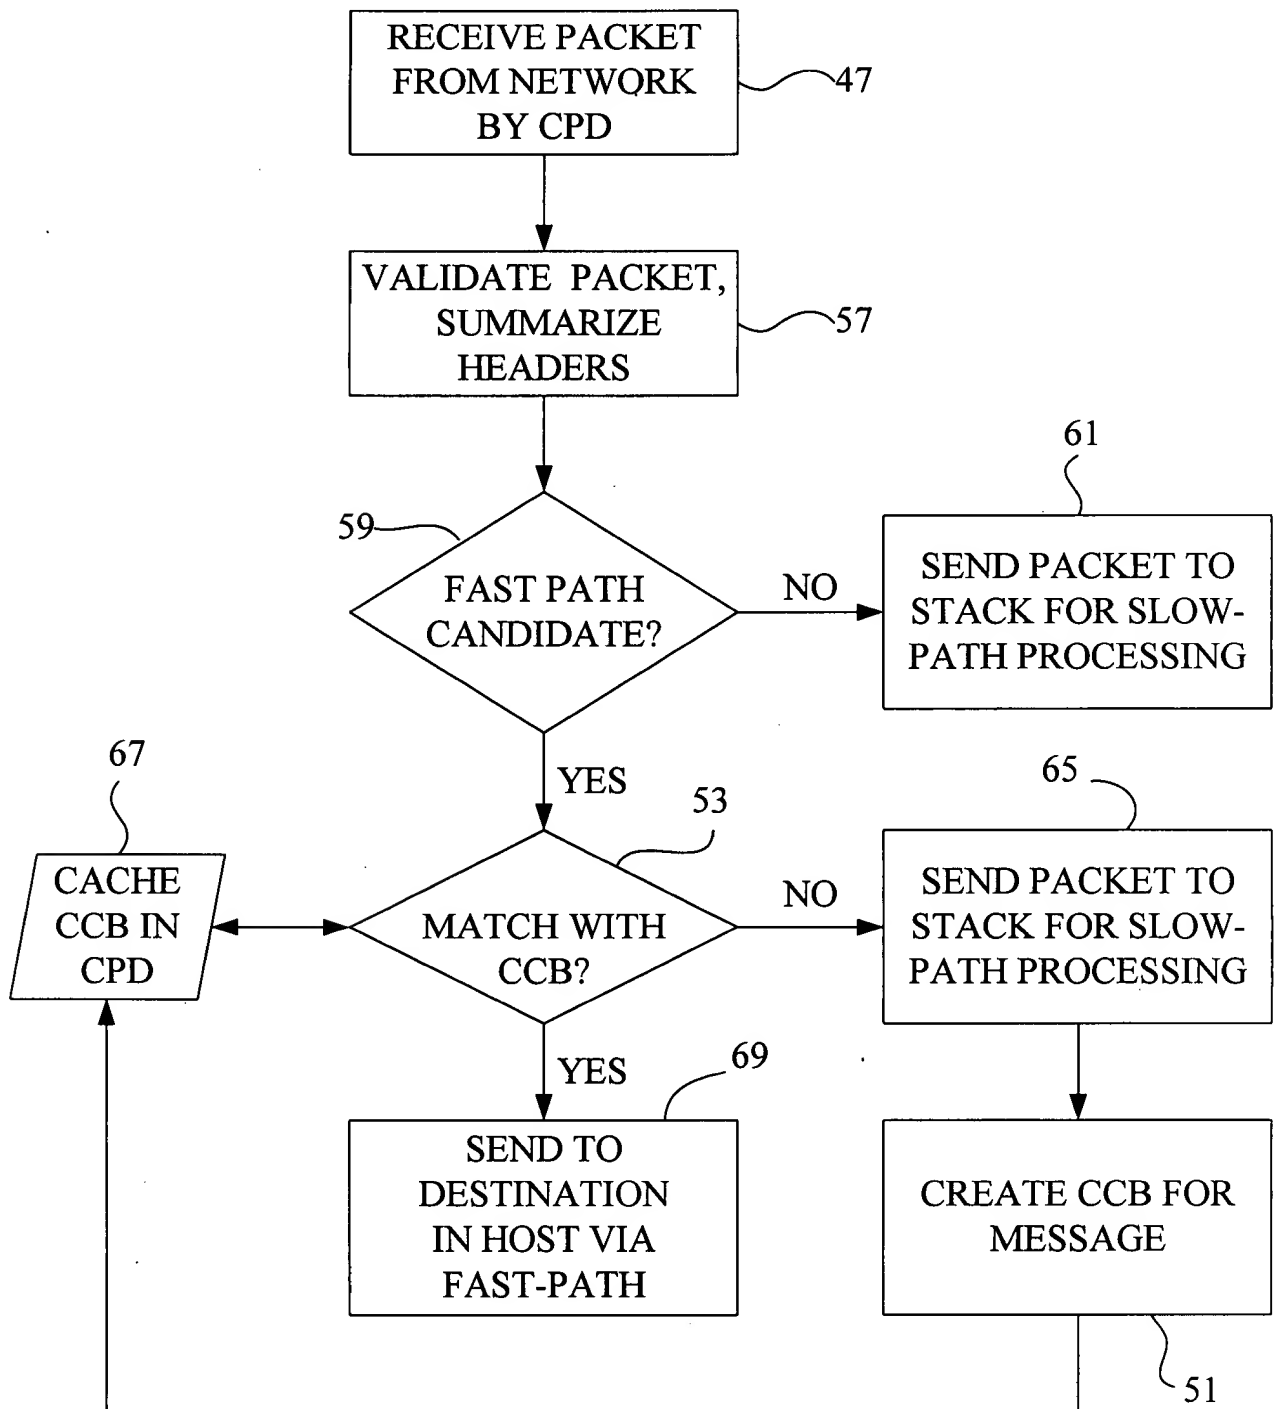 RECEIVE PACKET
FROM NETWORK
BY CPD
47
VALIDATE PACKET,
SUMMARIZE
HEADERS
57
59
FAST PATH
CANDIDATE?
NO
61
SEND PACKET TO
STACK FOR SLOW-
PATH PROCESSING
YES
67
CACHE
CCB IN
CPD
53
MATCH WITH
CCB?
NO
65
SEND PACKET TO
STACK FOR SLOW-
PATH PROCESSING
YES
69
SEND TO
DESTINATION
IN HOST VIA
FAST-PATH
CREATE CCB FOR
MESSAGE
51